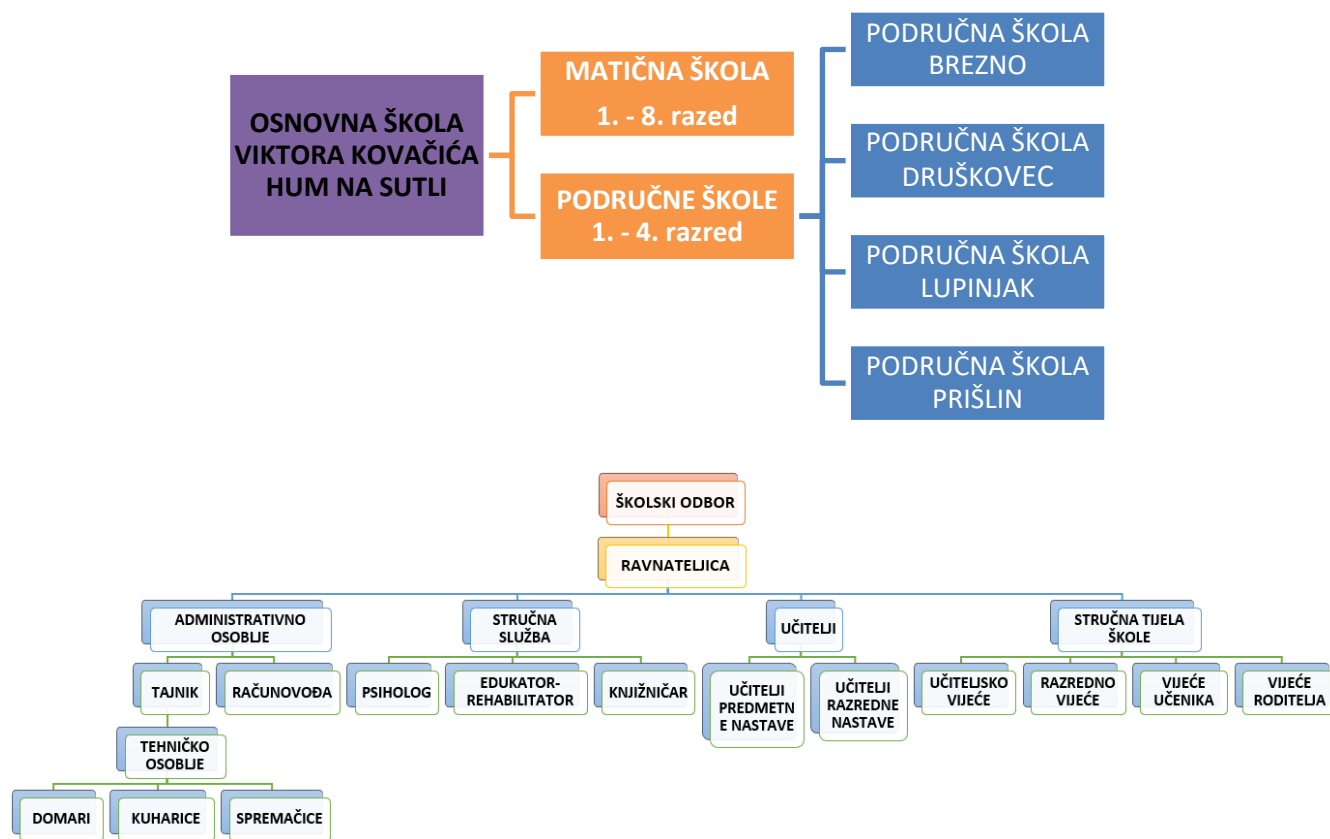 OSNOVNA ŠKOLA
VIKTORA KOVAČIĆA
HUM NA SUTLI
MATIČNA ŠKOLA
1. - 8. razed
PODRUČNE ŠKOLE
1. - 4. razred
PODRUČNA ŠKOLA
BREZNO
PODRUČNA ŠKOLA
DRUŠKOVEC
PODRUČNA ŠKOLA
LUPINJAK
PODRUČNA ŠKOLA
PRIŠLIN
ŠKOLSKI ODBOR
RAVNATELJICA
ADMINISTRATIVNO
OSOBLJE
STRUČNA
SLUŽBA
UČITELJI
STRUČNA TIJELA
ŠKOLE
TAJNIK
RAČUNOVOĐA
PSIHOLOG
EDUKATOR-
REHABILITATOR
KNJIŽNIČAR
UČITELJI
PREDMETN
E NASTAVE
UČITELJI
RAZREDNE
NASTAVE
UČITELJSKO
VIJEĆE
RAZREDNO
VIJEĆE
VIJEĆE
UČENIKA
VIJEĆE
RODITELJA
TEHNIČKO
OSOBLJE
DOMARI
KUHARICE
SPREMAČICE